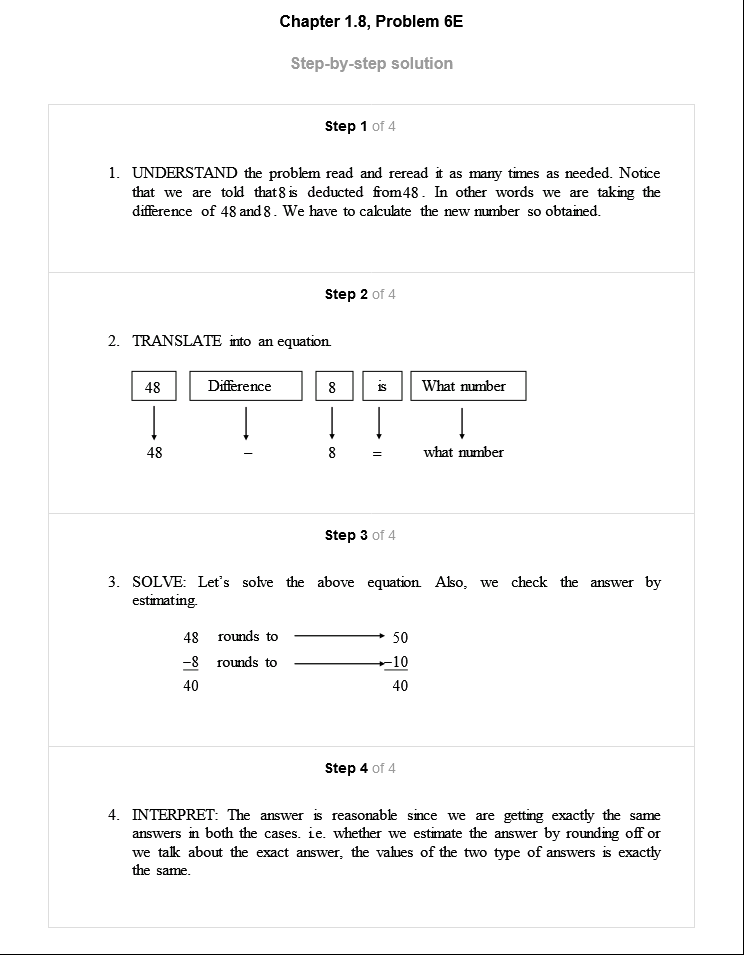 Chapter 1.8, Problem 6E
Step-by-step solution
Step 1 of 4
1. UNDERSTAND the problem read and reread it as many times as needed. Notice
that we are told that 8 is deducted from 48. In other words we are taking the
difference of 48 and 8. We have to calculate the new number so obtained.
Step 2 of 4
2. TRANSLATE into an equation.
48 Difference 8 is What number
48 – 8 = what number
Step 3 of 4
3. SOLVE: Let's solve the above equation. Also, we check the answer by
estimating.
48 rounds to 50
–8 rounds to –10
40 40
Step 4 of 4
4. INTERPRET: The answer is reasonable since we are getting exactly the same
answers in both the cases. i.e. whether we estimate the answer by rounding off or
we talk about the exact answer, the values of the two type of answers is exactly
the same.